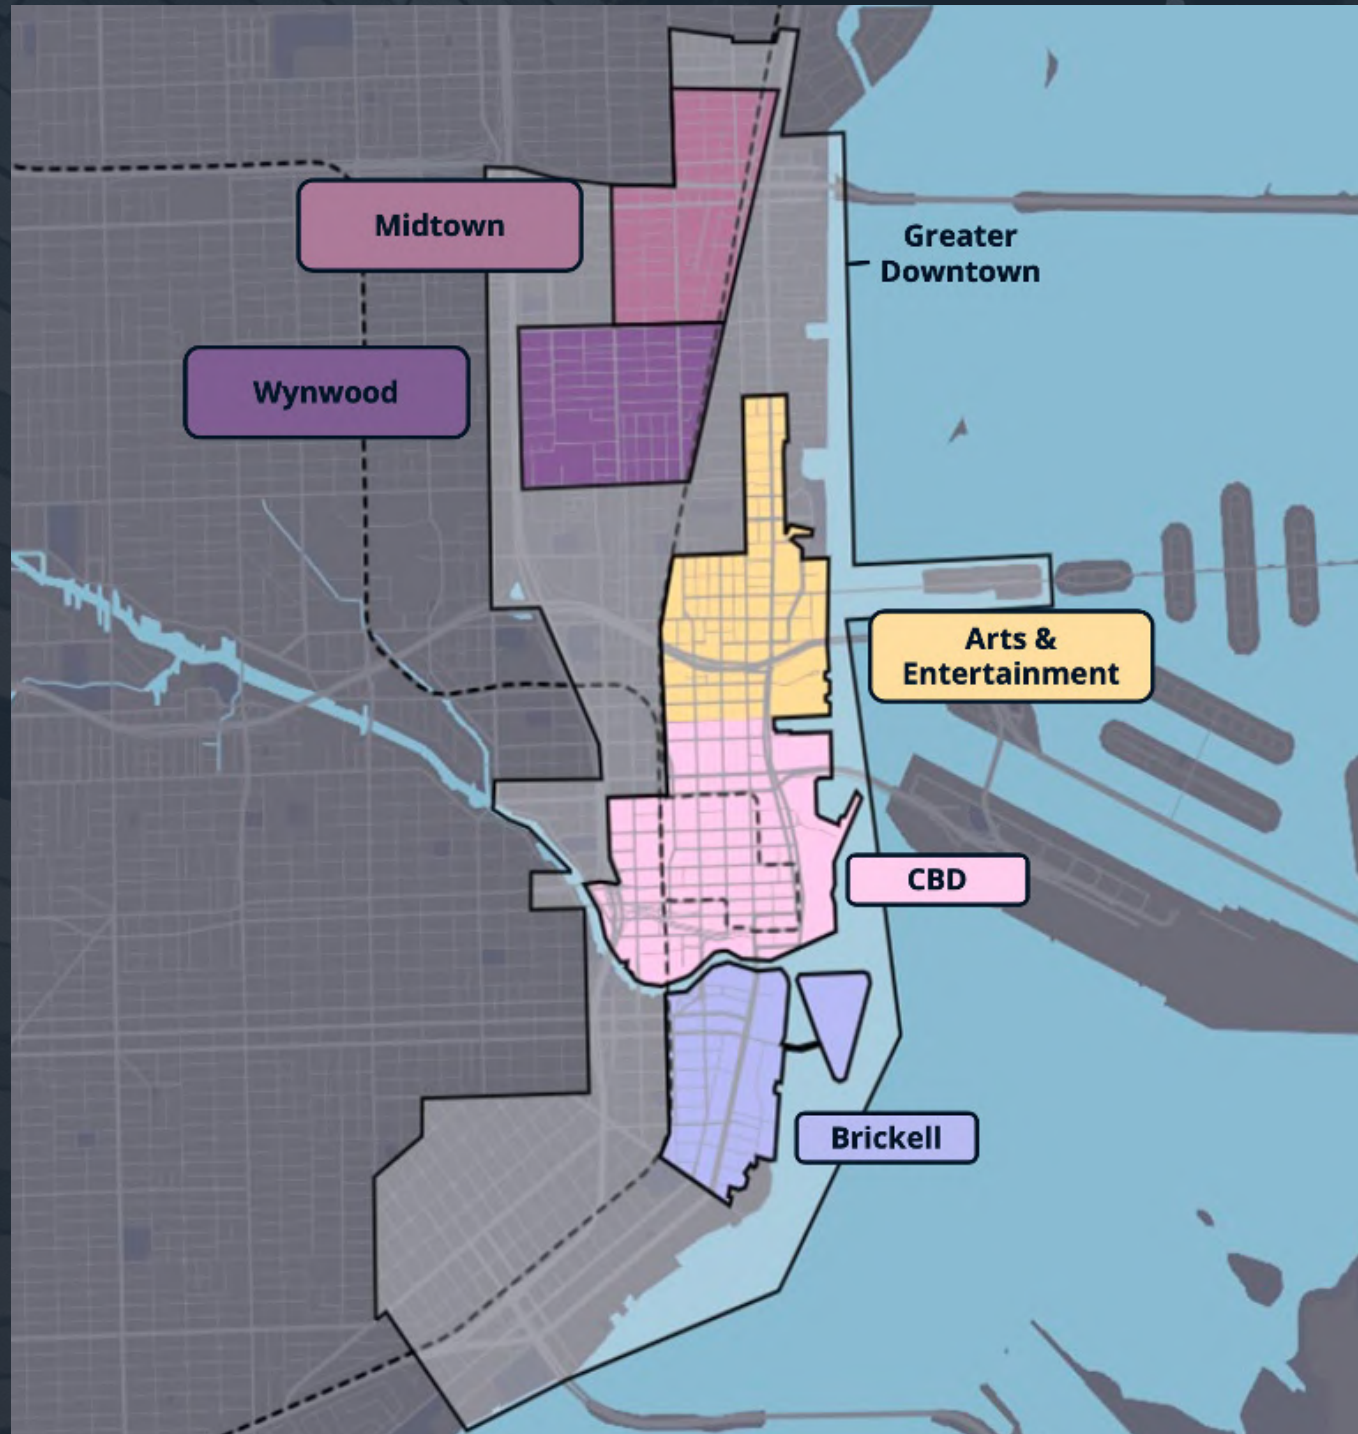 Midtown
Greater
Downtown
Wynwood
Arts &
Entertainment
CBD
Brickell